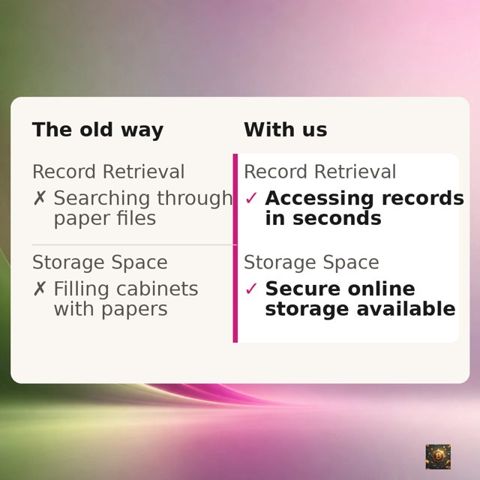 The old way
With us
Record Retrieval
✗ Searching through
paper files
Record Retrieval
✓ Accessing records
in seconds
Storage Space
✗ Filling cabinets
with papers
Storage Space
✓ Secure online
storage available